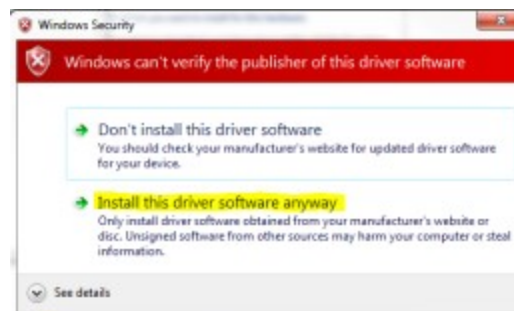 Windows Security
Windows can't verify the publisher of this driver software
Don't install this driver software
You should check your manufacturer's website for updated driver software
for your device.
Install this driver software anyway
Only install driver software obtained from your manufacturer's website or
disc. Unsigned software from other sources may harm your computer or steal
information.
See details